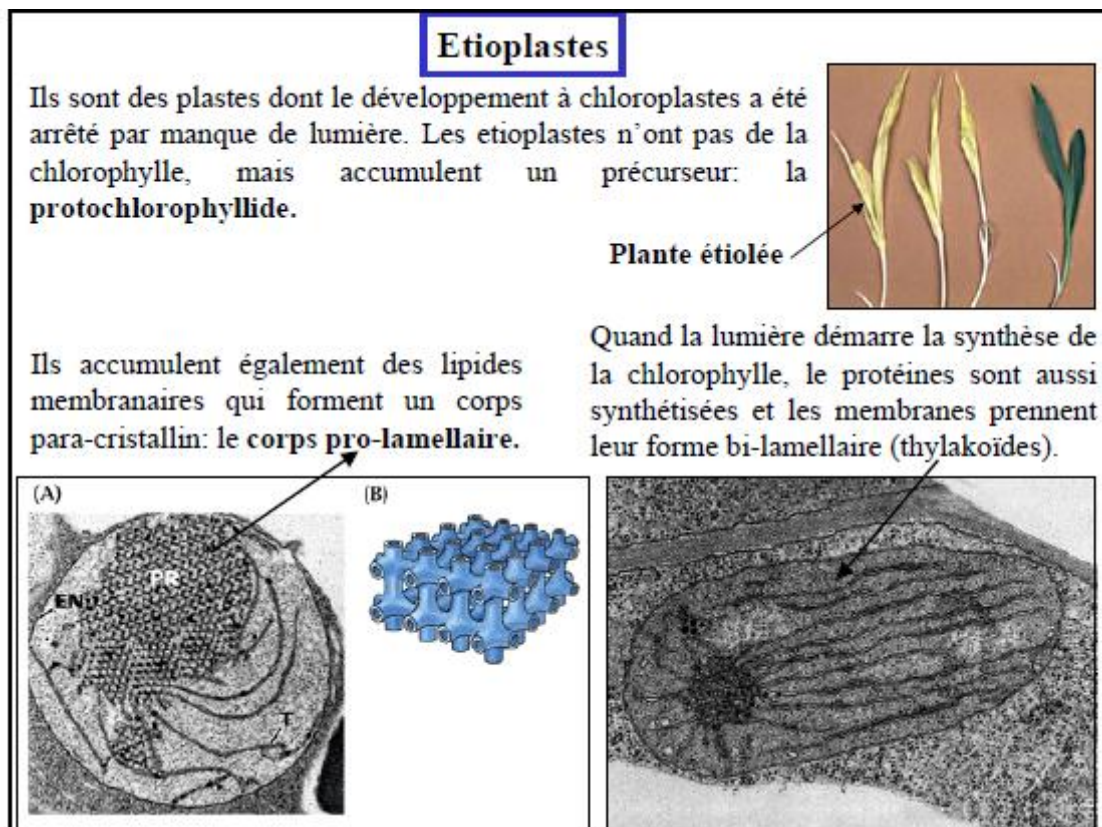 Etioplastes
Ils sont des plastes dont le développement à chloroplastes a été
arrêté par manque de lumière. Les etioplastes n'ont pas de la
chlorophylle, mais accumulent un précurseur: la
protochlorophyllide.
Plante étiolée
Ils accumulent également des lipides
membranaires qui forment un corps
para-cristallin: le corps pro-lamellaire.
Quand la lumière démarre la synthèse de
la chlorophylle, le protéines sont aussi
synthétisées et les membranes prennent
leur forme bi-lamellaire (thylakoïdes).
(A)
(B)
PR
T